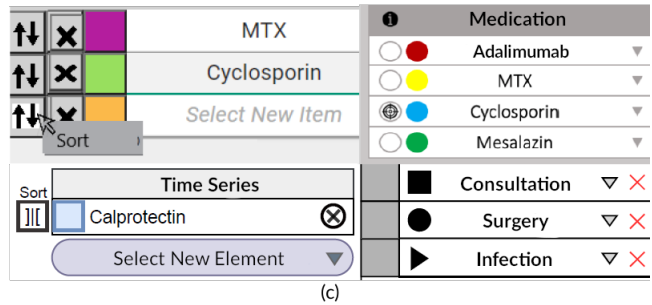 MTX
Cyclosporin
Select New Item
Sort
Medication
Adalimumab
MTX
Cyclosporin
Mesalazin
Sort
Time Series
Calprotectin
Select New Element
Consultation
Surgery
Infection
(c)